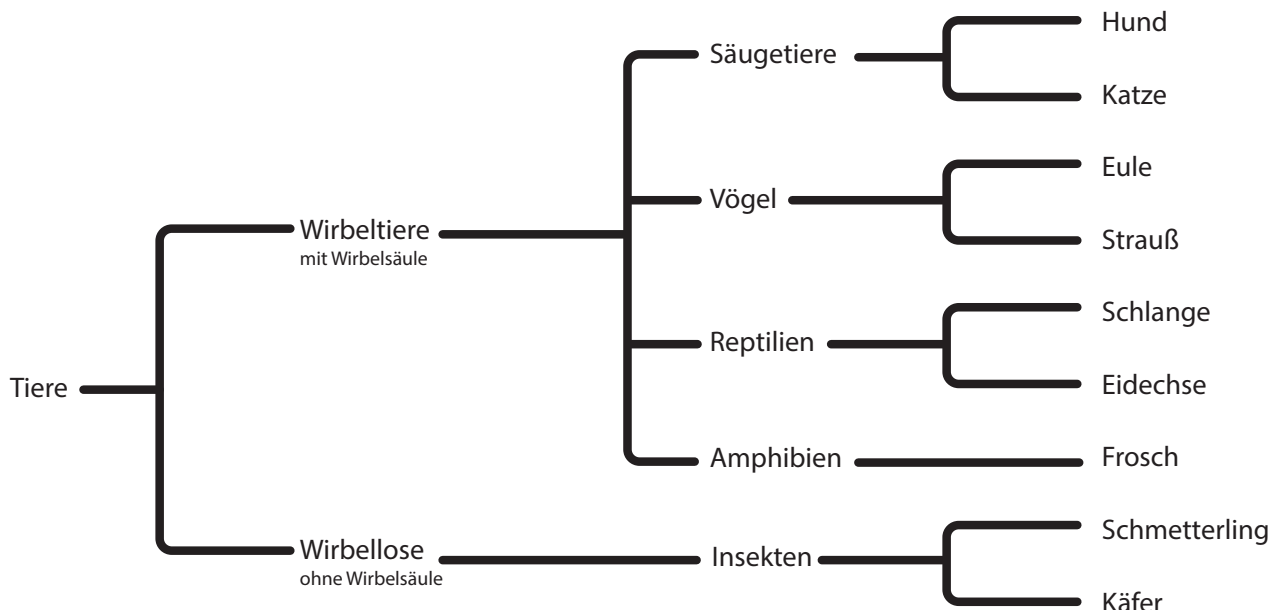 Hund
Säugetiere
Katze
Eule
Vögel
Strauß
Wirbeltiere
mit Wirbelsäule
Schlange
Reptilien
Eidechse
Tiere
Amphibien
Frosch
Schmetterling
Wirbellose
ohne Wirbelsäule
Insekten
Käfer